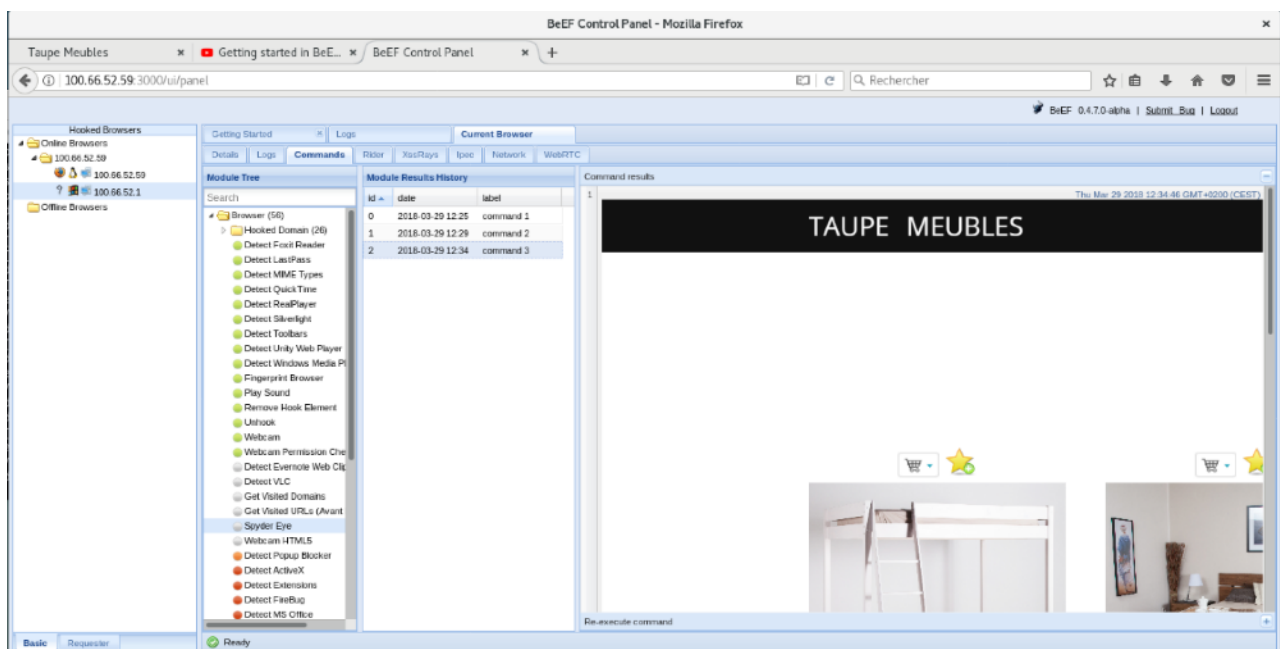 BeEF Control Panel - Mozilla Firefox
Taupe Meubles
Getting started in BeE...
BeEF Control Panel
100.66.52.59:3000/ui/panel
Rechercher
BeEF 0.4.7.0-alpha | Submit Bug | Logout
Hooked Browsers
Online Browsers
100.66.52.59
100.66.52.59
100.66.52.1
Offline Browsers
Basic Requester
Getting Started Logs Current Browser
Details Logs Commands Rider XssRays Ipec Network WebRTC
Module Tree
Search
Browser (56)
Hooked Domain (26)
Detect Foxit Reader
Detect LastPass
Detect MIME Types
Detect QuickTime
Detect RealPlayer
Detect Silverlight
Detect Toolbars
Detect Unity Web Player
Detect Windows Media Pl
Fingerprint Browser
Play Sound
Remove Hook Element
Unhook
Webcam
Webcam Permission Che
Detect Evernote Web Clip
Detect VLC
Get Visited Domains
Get Visited URLs (Avant
Spyder Eye
Webcam HTML5
Detect Popup Blocker
Detect ActiveX
Detect Extensions
Detect FireBug
Detect MS Office
Module Results History
id date label
0 2018-03-29 12:25 command 1
1 2018-03-29 12:29 command 2
2 2018-03-29 12:34 command 3
Command results
1 Thu Mar 29 2018 12:34:46 GMT+0200 (CEST)
TAUPE MEUBLES
Re-execute command
Ready